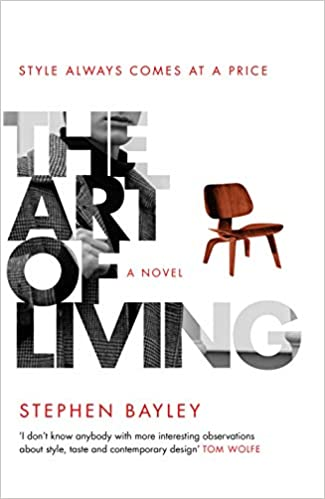 STYLE ALWAYS COMES AT A PRICE
THE
ART
OF
LIVING
A NOVEL
STEPHEN BAYLEY
'I don't know anybody with more interesting observations
about style, taste and contemporary design' TOM WOLFE